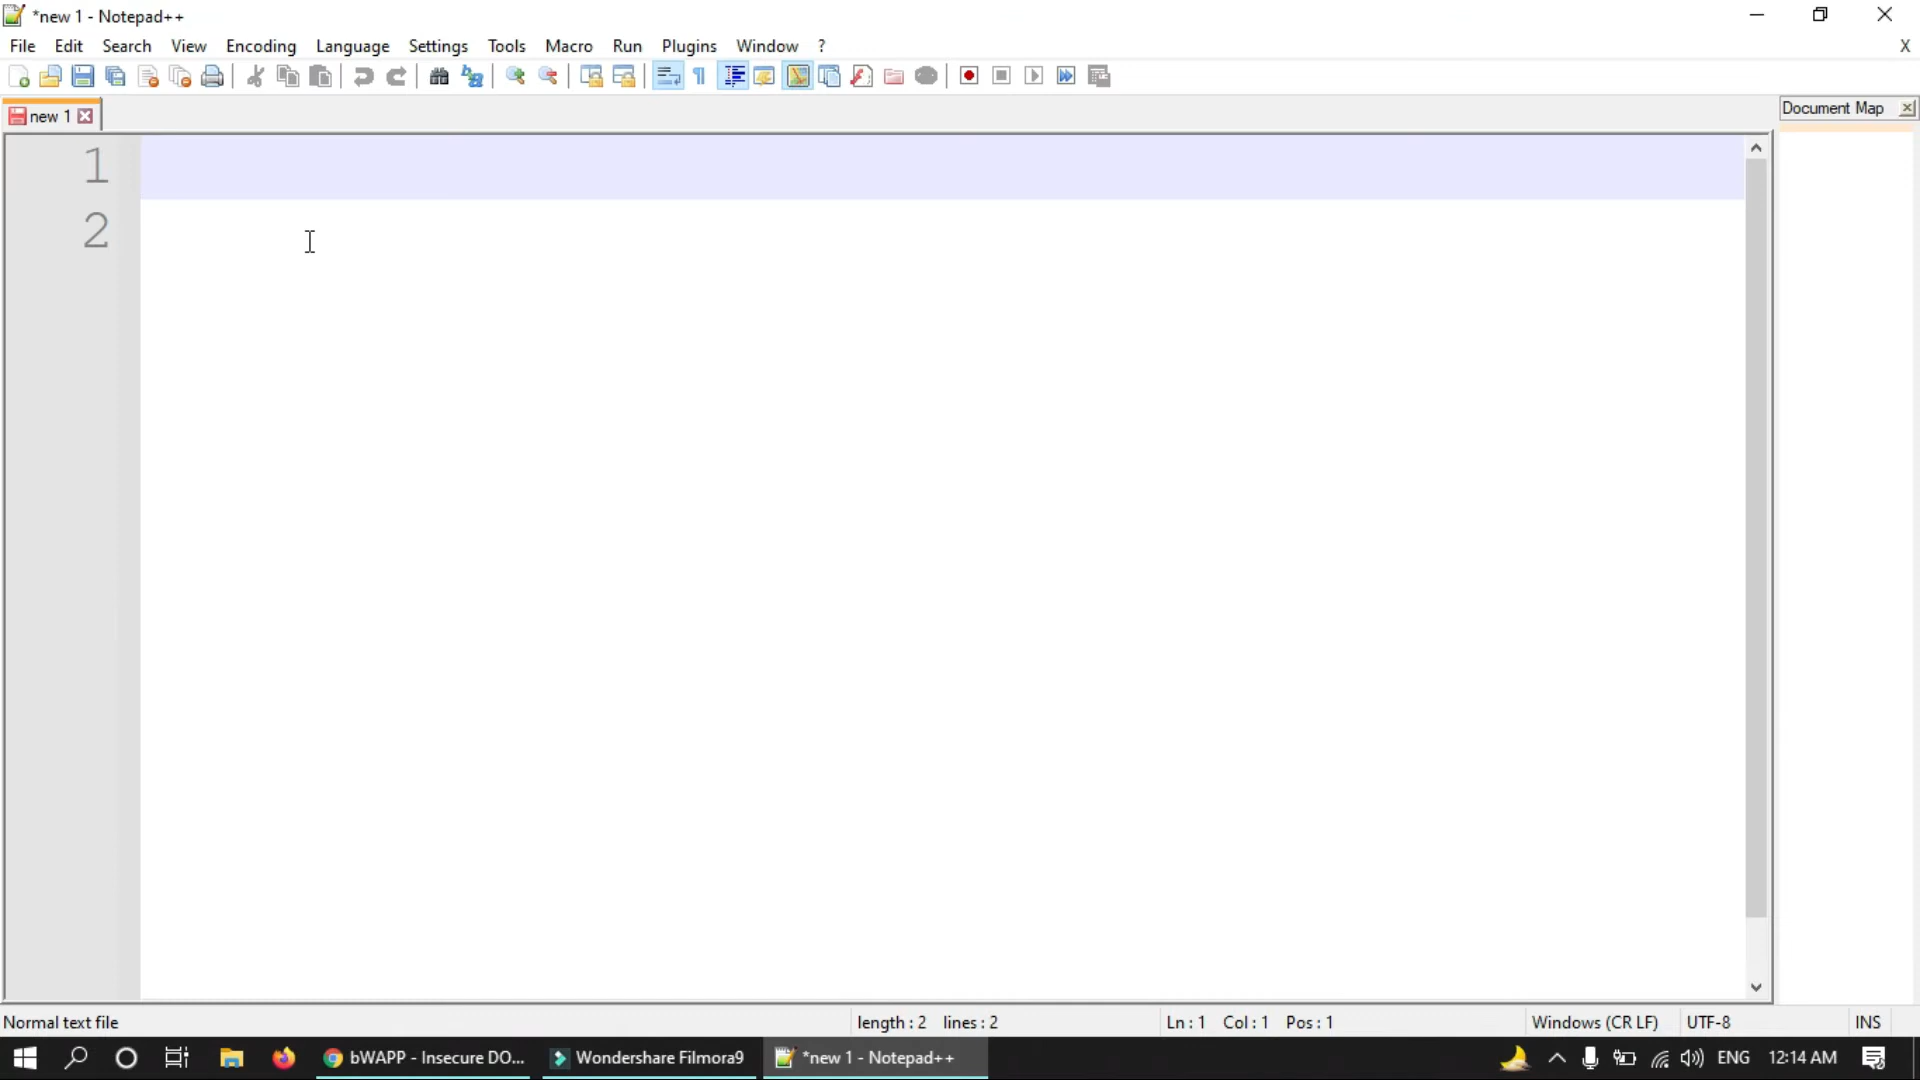 *new 1 - Notepad++
File Edit Search View Encoding Language Settings Tools Macro Run Plugins Window ? X
new 1
Document Map
1
2
Normal text file length : 2 lines : 2 Ln : 1 Col : 1 Pos : 1 Windows (CR LF) UTF-8 INS
bWAPP - Insecure DO... Wondershare Filmora9 *new 1 - Notepad++ ENG 12:14 AM